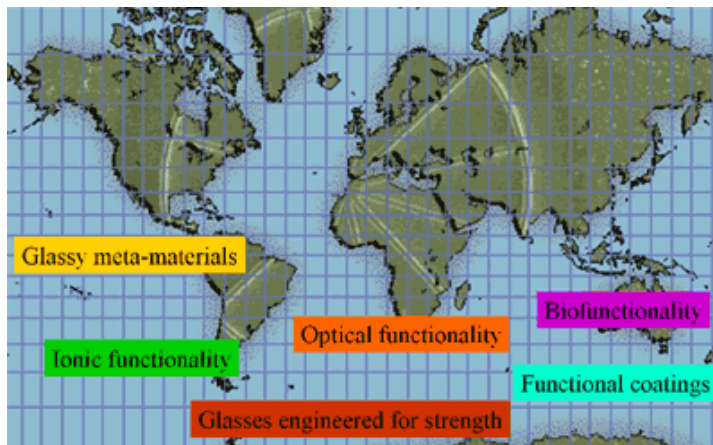 Glassy meta-materials
Biofunctionality
Optical functionality
Ionic functionality
Functional coatings
Glasses engineered for strength